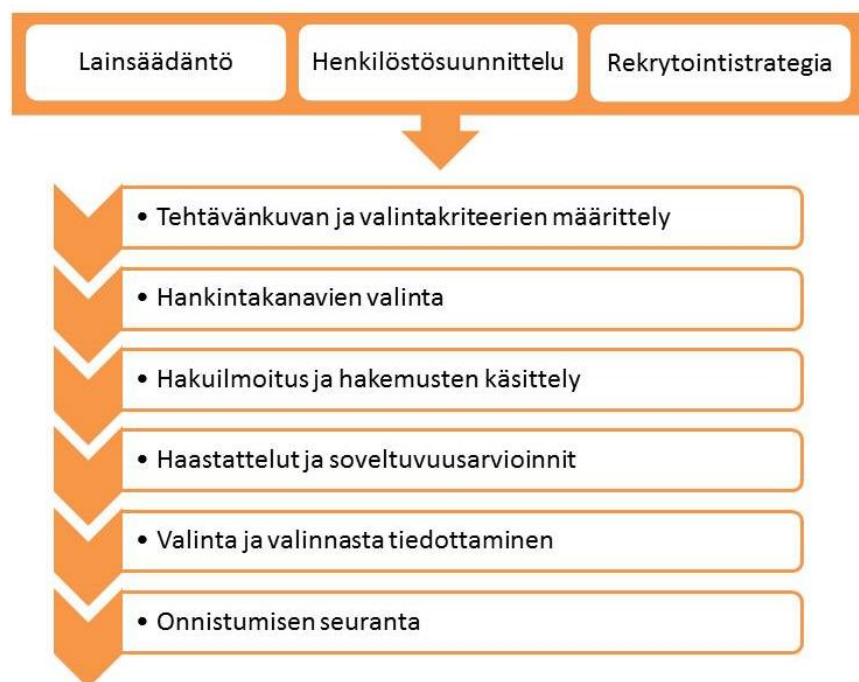 Lainsäädäntö
Henkilöstösuunnittelu
Rekrytointistrategia
• Tehtävänkuvan ja valintakriteerien määrittely
• Hankintakanavien valinta
• Hakuilmoitus ja hakemusten käsittely
• Haastattelut ja soveltuvuusarvioinnit
• Valinta ja valinnasta tiedottaminen
• Onnistumisen seuranta